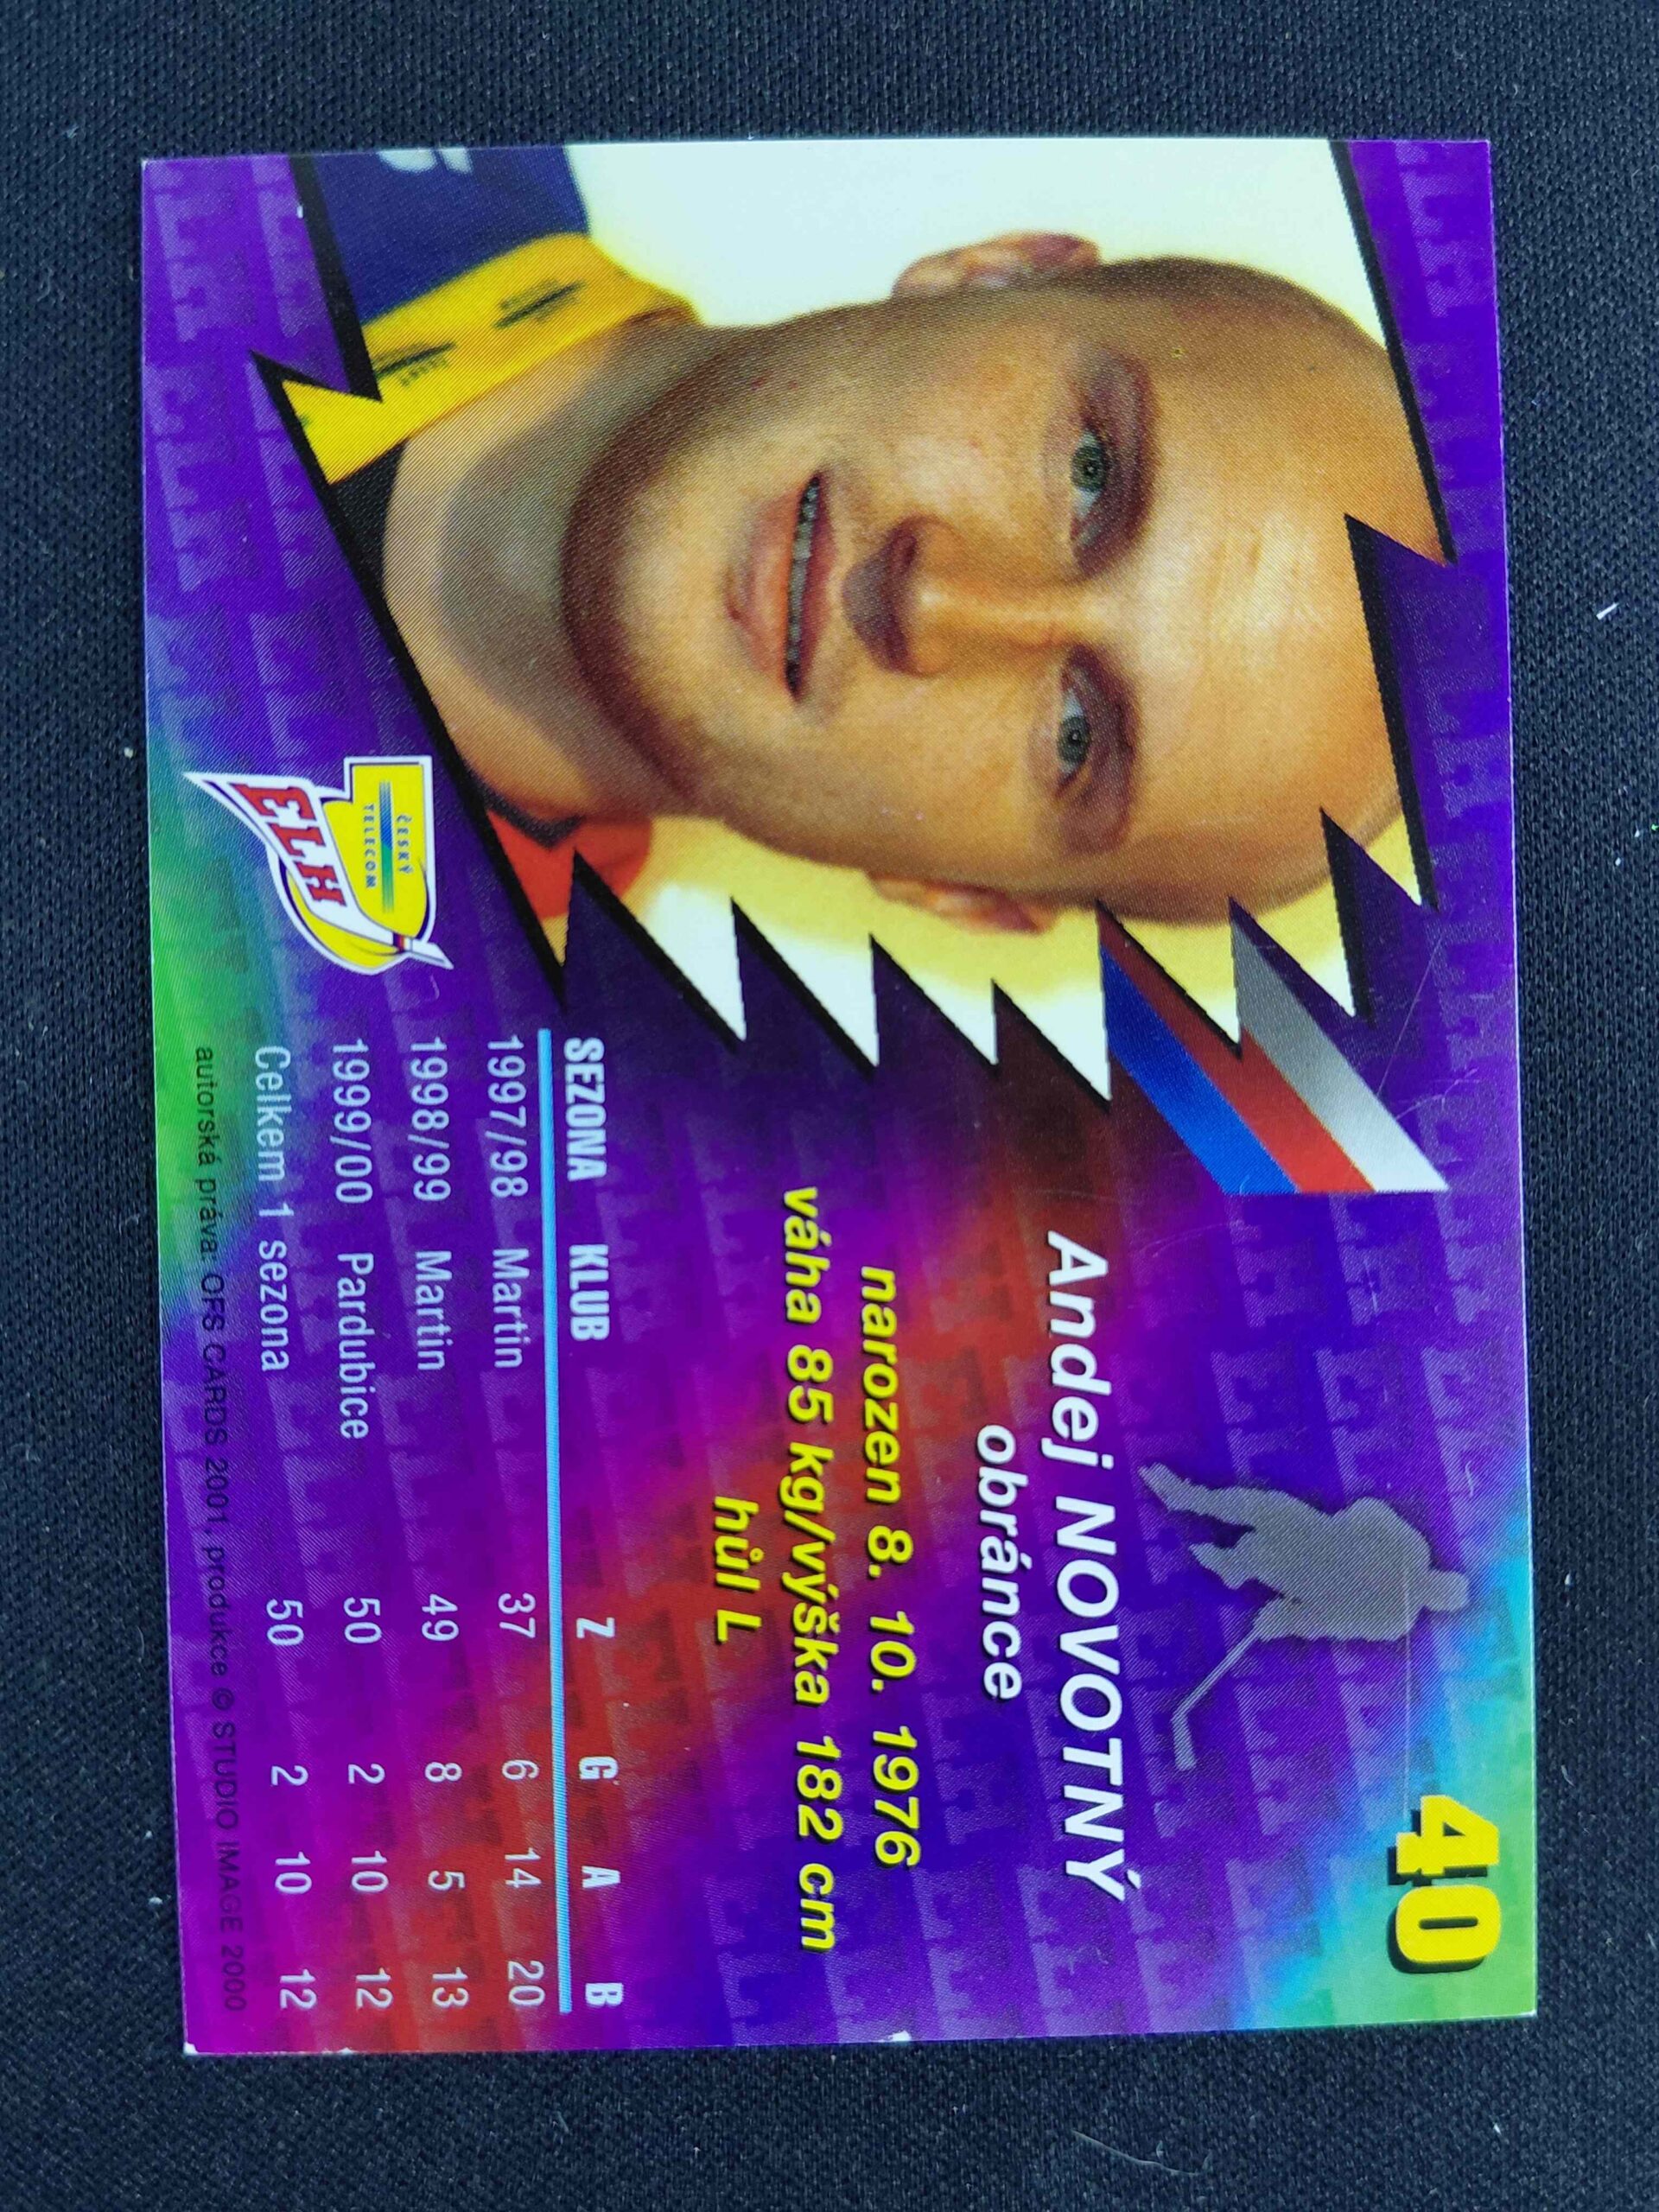 40
Andej NOVOTNÝ
obránce
narozen 8. 10. 1976
váha 85 kg/výška 182 cm
hůl L
SEZONA KLUB Z G A B
1997/98 Martin 37 6 14 20
1998/99 Martin 49 8 5 13
1999/00 Pardubice 50 2 10 12
Celkem 1 sezona 50 2 10 12
ČESKÝ
TELECOM
ELH
autorská práva OFS CARDS 2001, produkce © STUDIO IMAGE 2000